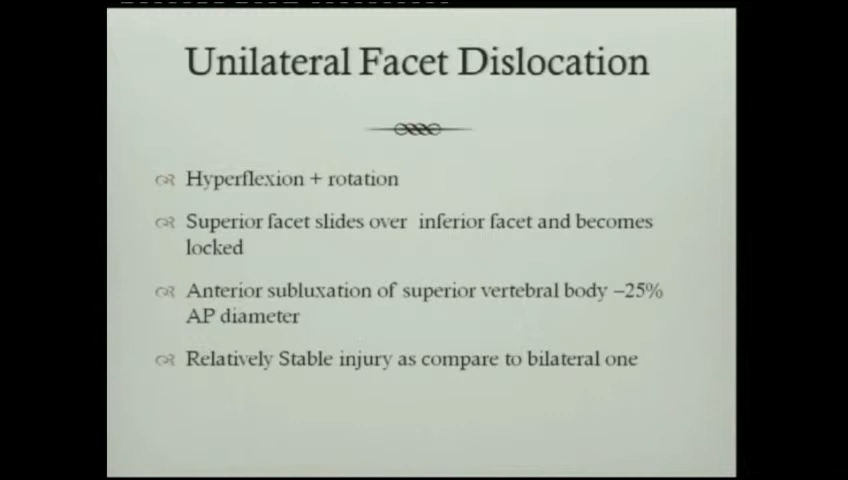 Unilateral Facet Dislocation
Hyperflexion + rotation
Superior facet slides over inferior facet and becomes
locked
Anterior subluxation of superior vertebral body –25%
AP diameter
Relatively Stable injury as compare to bilateral one